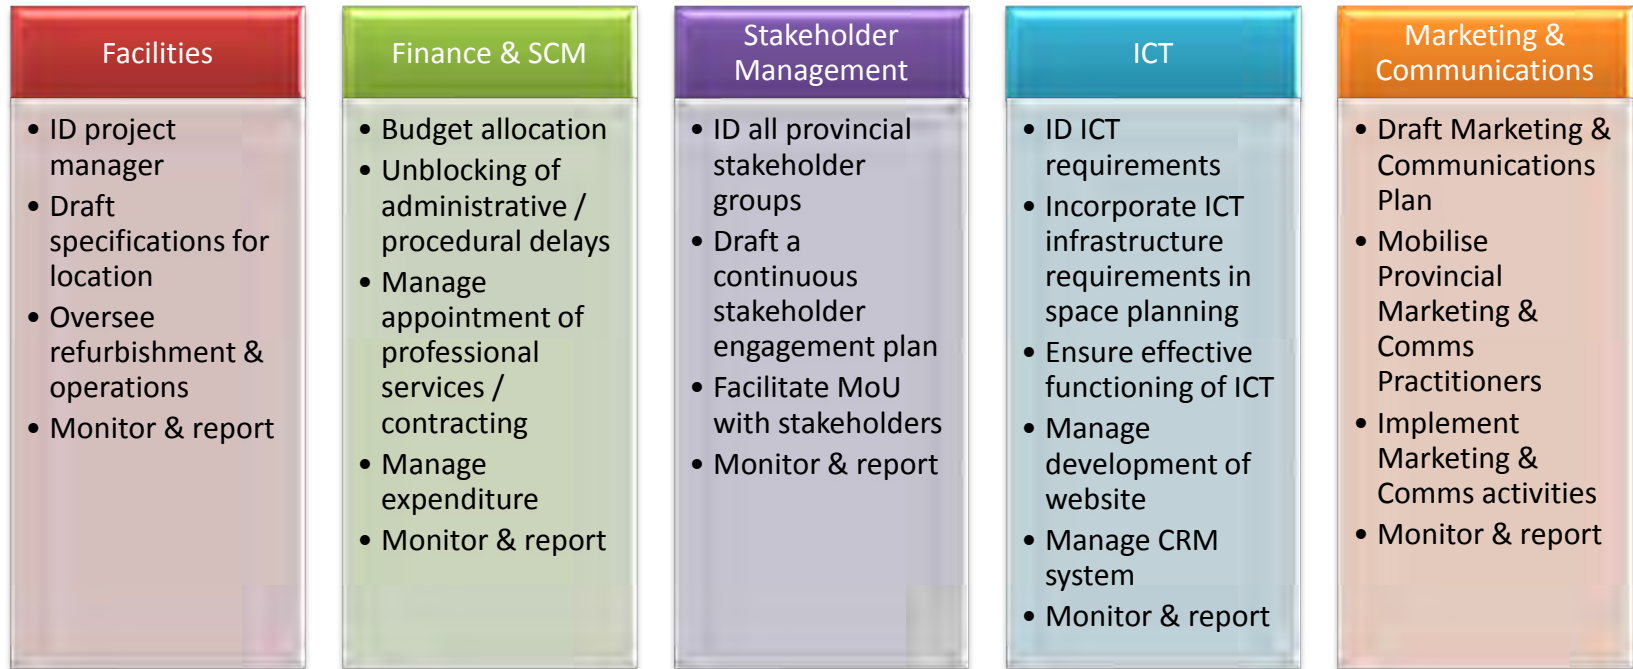 Facilities
• ID project
manager
• Draft
specifications for
location
• Oversee
refurbishment &
operations
• Monitor & report
Finance & SCM
• Budget allocation
• Unblocking of
administrative /
procedural delays
• Manage
appointment of
professional
services /
contracting
• Manage
expenditure
• Monitor & report
Stakeholder
Management
• ID all provincial
stakeholder
groups
• Draft a
continuous
stakeholder
engagement plan
• Facilitate MoU
with stakeholders
• Monitor & report
ICT
• ID ICT
requirements
• Incorporate ICT
infrastructure
requirements in
space planning
• Ensure effective
functioning of ICT
• Manage
development of
website
• Manage CRM
system
• Monitor & report
Marketing &
Communications
• Draft Marketing &
Communications
Plan
• Mobilise
Provincial
Marketing &
Comms
Practitioners
• Implement
Marketing &
Comms activities
• Monitor & report